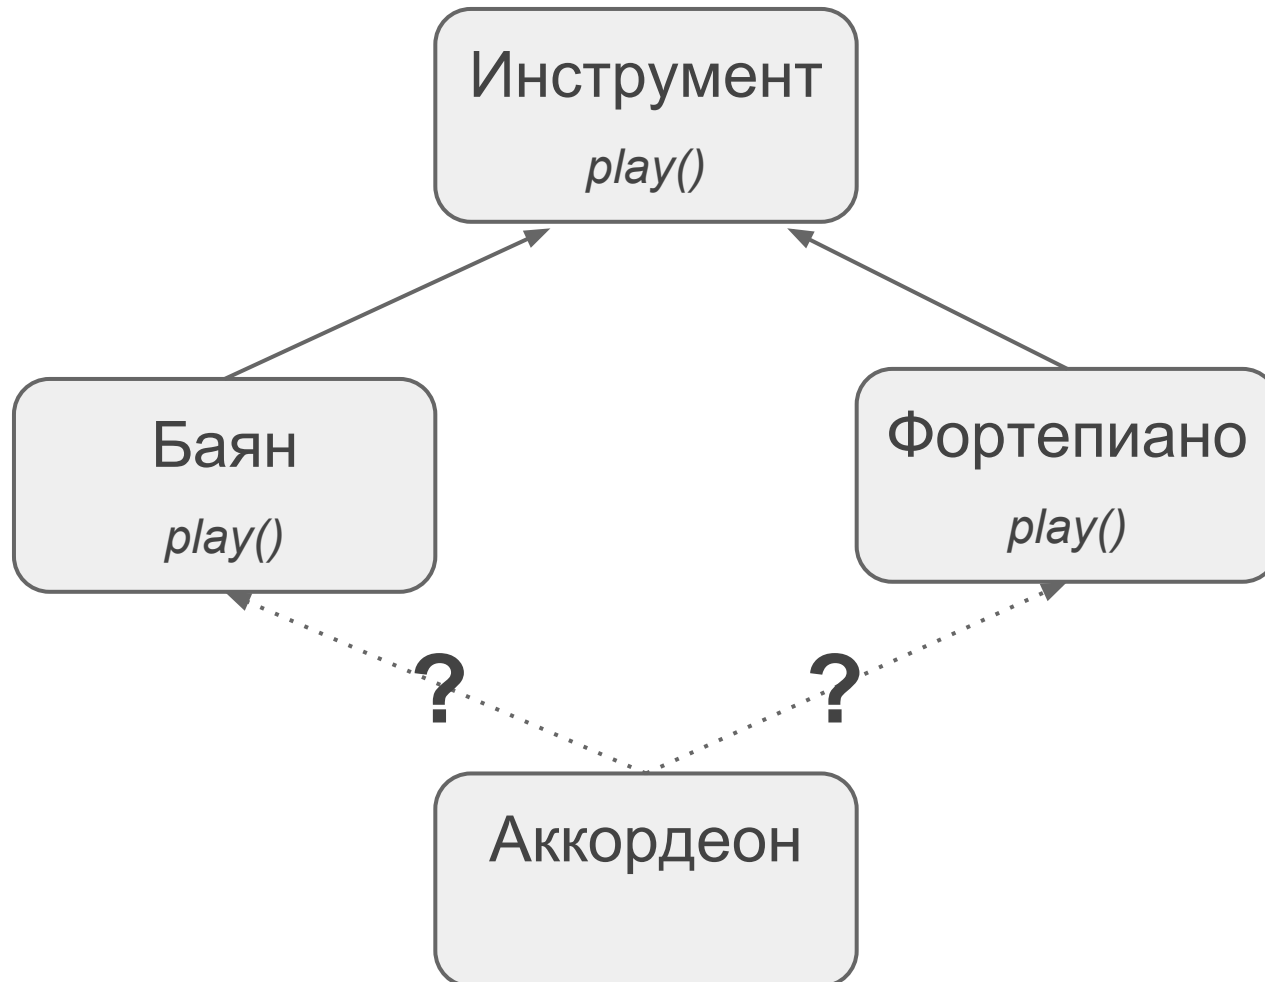 Инструмент
play()
Баян
play()
Фортепиано
play()
?
?
Аккордеон